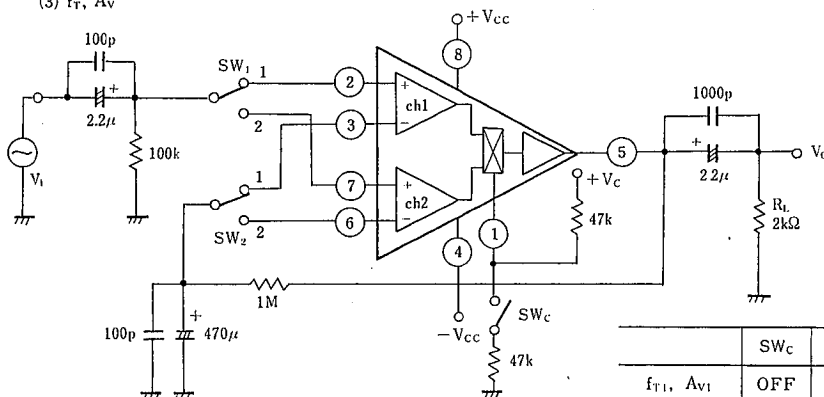 (3) fT, AV
+VCC
100p
SW1
1
2
8
2
+
ch1
1000p
2.2μ
+
3
−
5
+
VO
2
+VC
2.2μ
Vi
100k
1
7
+
ch2
47k
RL
2kΩ
SW2
2
6
−
4
1
1M
SWC
100p
+
470μ
−VCC
47k
SWC
fT1, AV1
OFF